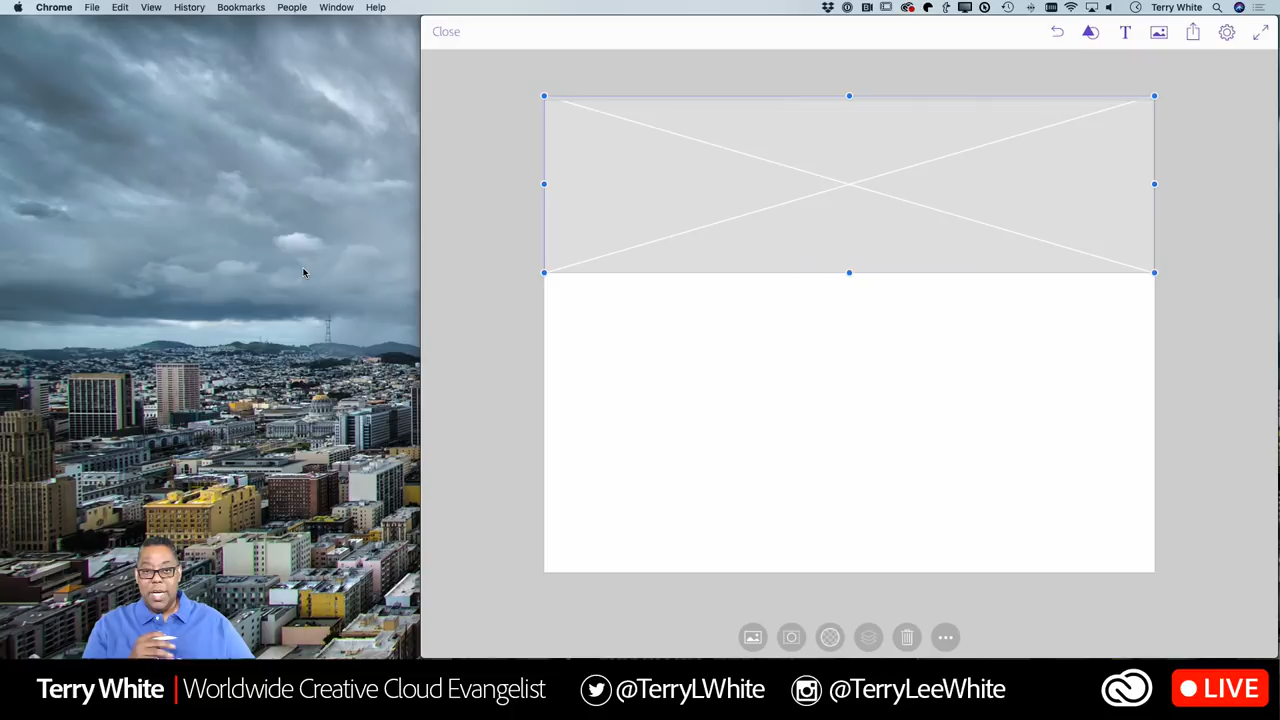 Chrome File Edit View History Bookmarks People Window Help Terry White
Close
T
Terry White | Worldwide Creative Cloud Evangelist @TerryLWhite @TerryLeeWhite LIVE